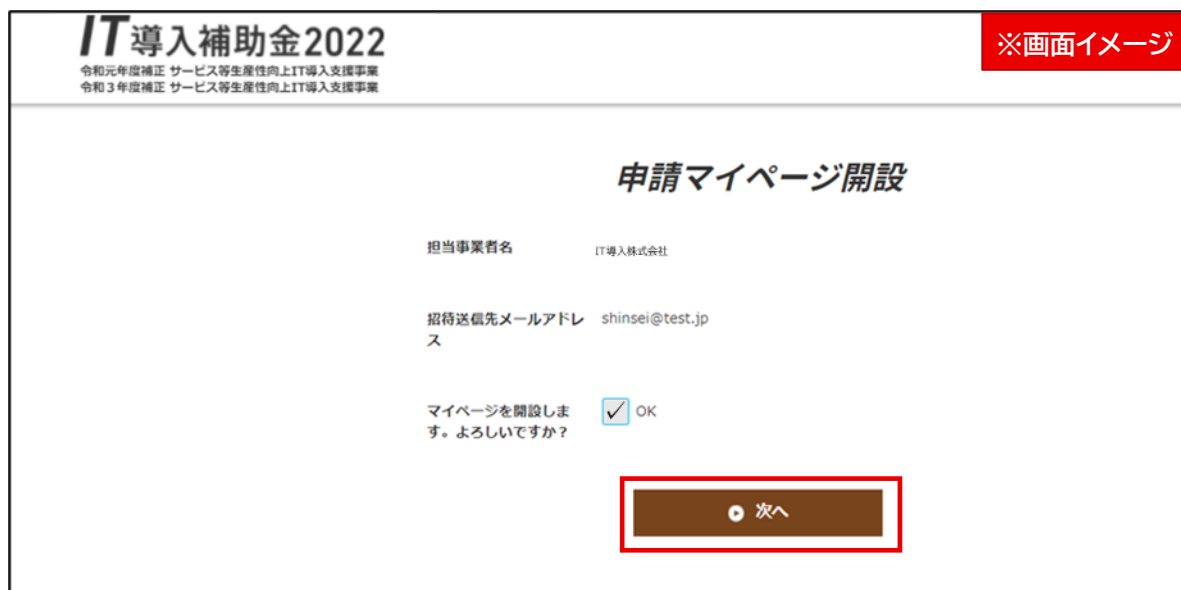 IT導入補助金2022
※画面イメージ
令和元年度補正 サービス等生産性向上IT導入支援事業
令和３年度補正 サービス等生産性向上IT導入支援事業
申請マイページ開設
担当事業者名 IT導入株式会社
招待送信先メールアドレ shinsei@test.jp
ス
マイページを開設しま OK
す。よろしいですか？
次へ